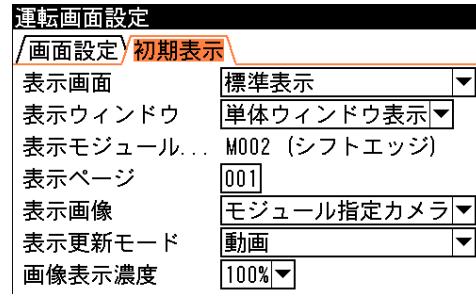 運転画面設定
画面設定 初期表示
表示画面 標準表示
表示ウィンドウ 単体ウィンドウ表示
表示モジュール... M002 (シフトエッジ)
表示ページ 001
表示画像 モジュール指定カメラ
表示更新モード 動画
画像表示濃度 100%